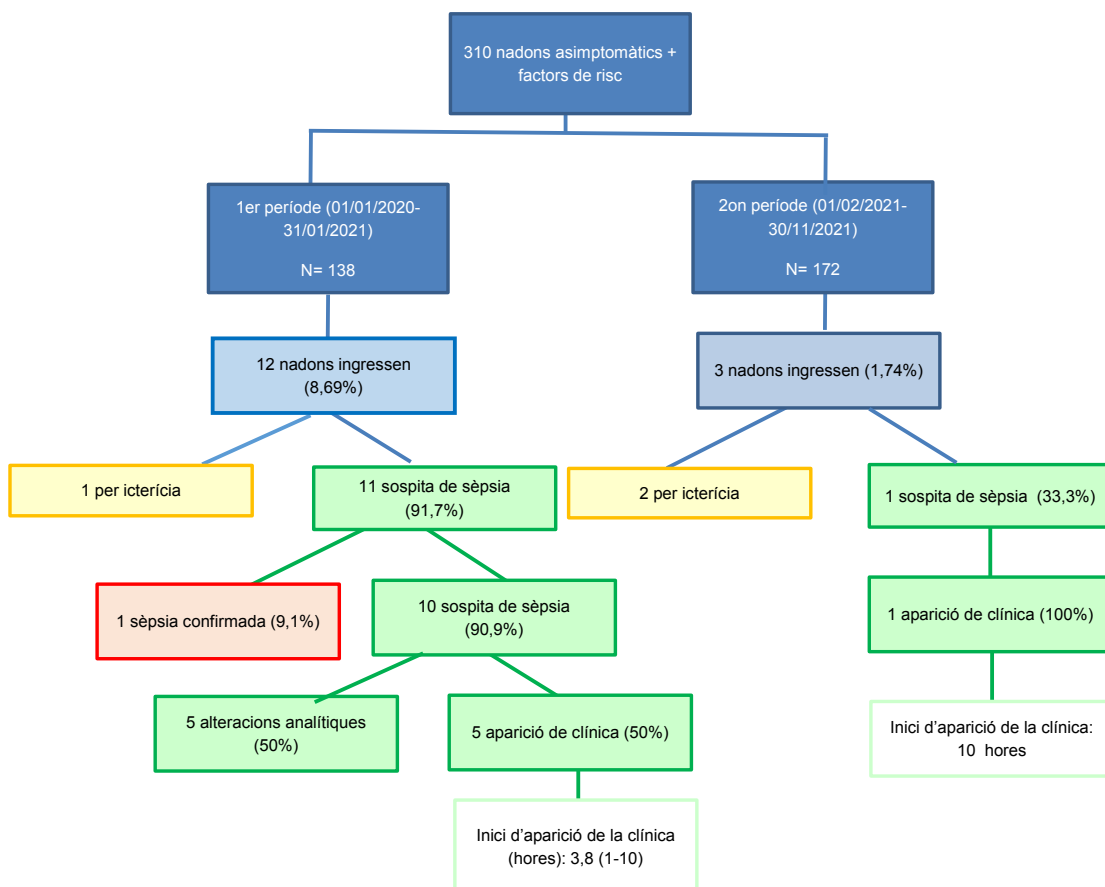 310 nadons asimptomàtics +
factors de risc
1er període (01/01/2020-
31/01/2021)
N= 138
2on període (01/02/2021-
30/11/2021)
N= 172
12 nadons ingressen
(8,69%)
3 nadons ingressen (1,74%)
1 per icterícia
11 sospita de sèpsia
(91,7%)
2 per icterícia
1 sospita de sèpsia (33,3%)
1 sèpsia confirmada (9,1%)
10 sospita de sèpsia
(90,9%)
1 aparició de clínica (100%)
5 alteracions analítiques
(50%)
5 aparició de clínica (50%)
Inici d’aparició de la clínica:
10 hores
Inici d’aparició de la clínica
(hores): 3,8 (1-10)